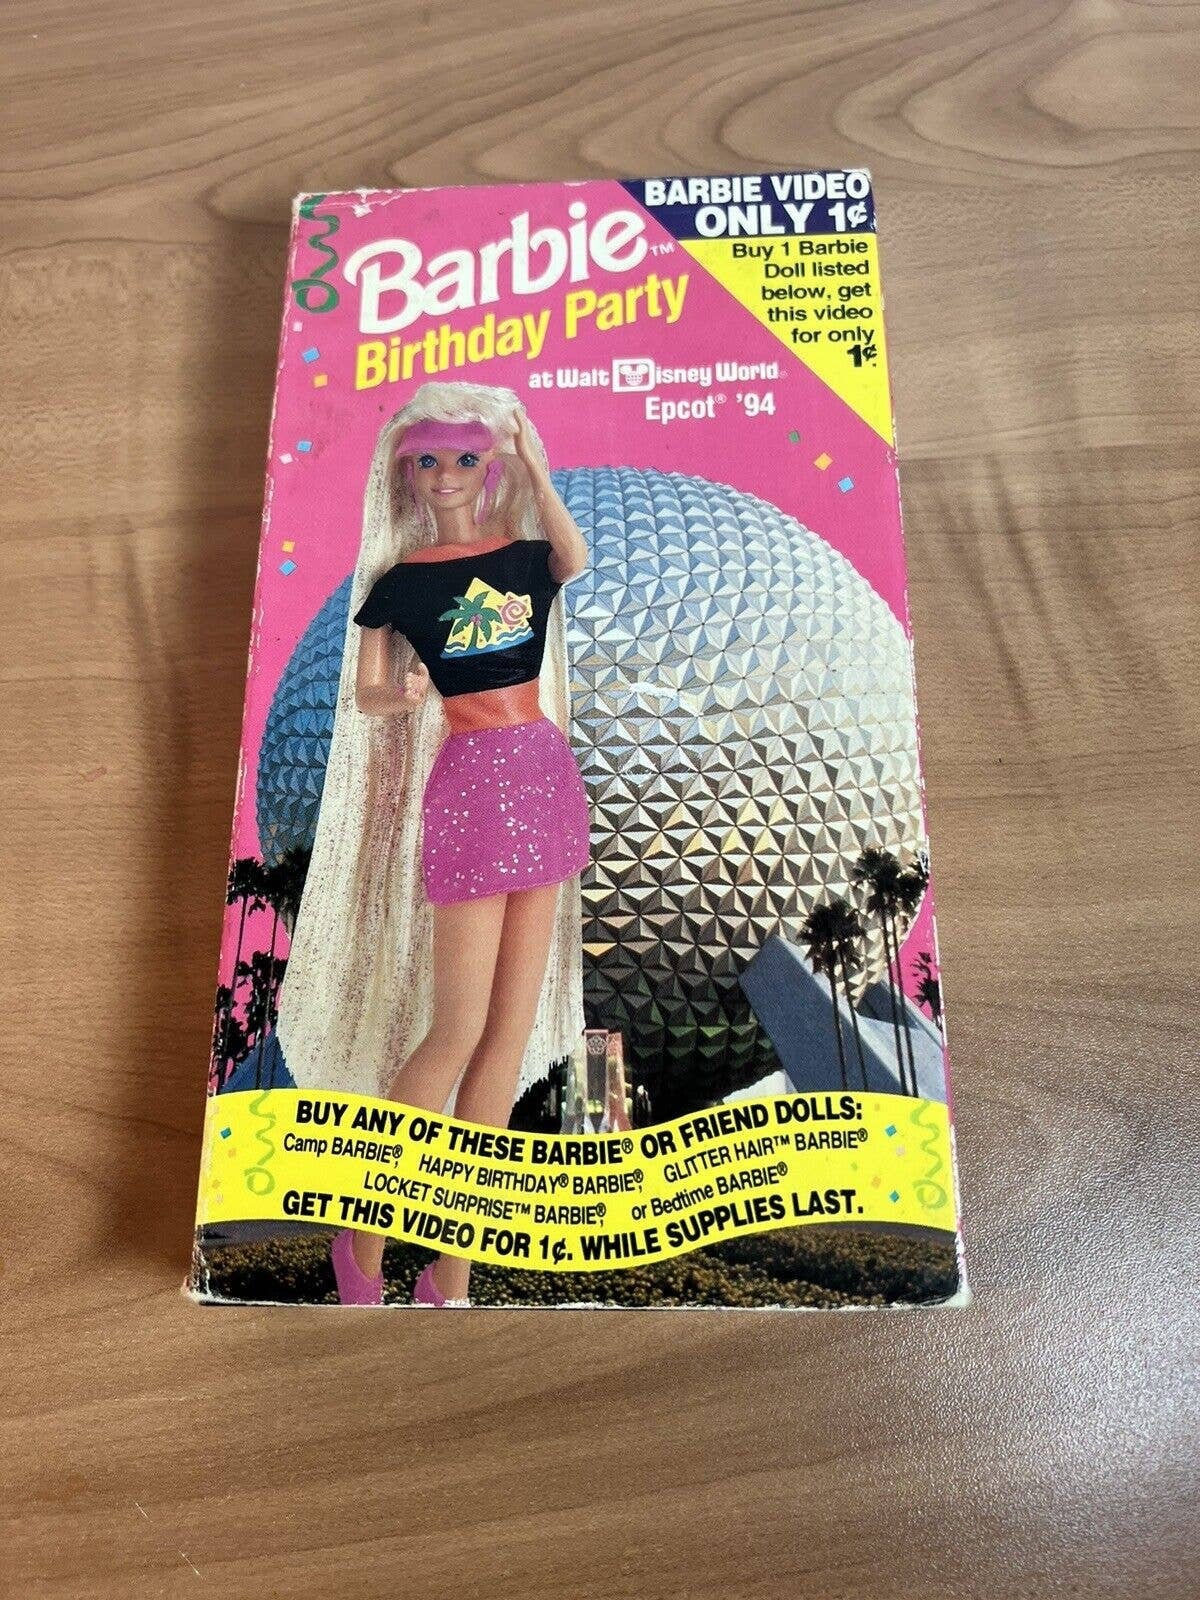 BARBIE VIDEO
ONLY 1¢
Buy 1 Barbie
Doll listed
below, get
this video
for only
1¢.
Barbie™
Birthday Party
at Walt Disney World®
Epcot® '94
BUY ANY OF THESE BARBIE® OR FRIEND DOLLS:
Camp BARBIE®, HAPPY BIRTHDAY® BARBIE®, GLITTER HAIR™ BARBIE®
LOCKET SURPRISE™ BARBIE®, or Bedtime BARBIE®
GET THIS VIDEO FOR 1¢. WHILE SUPPLIES LAST.